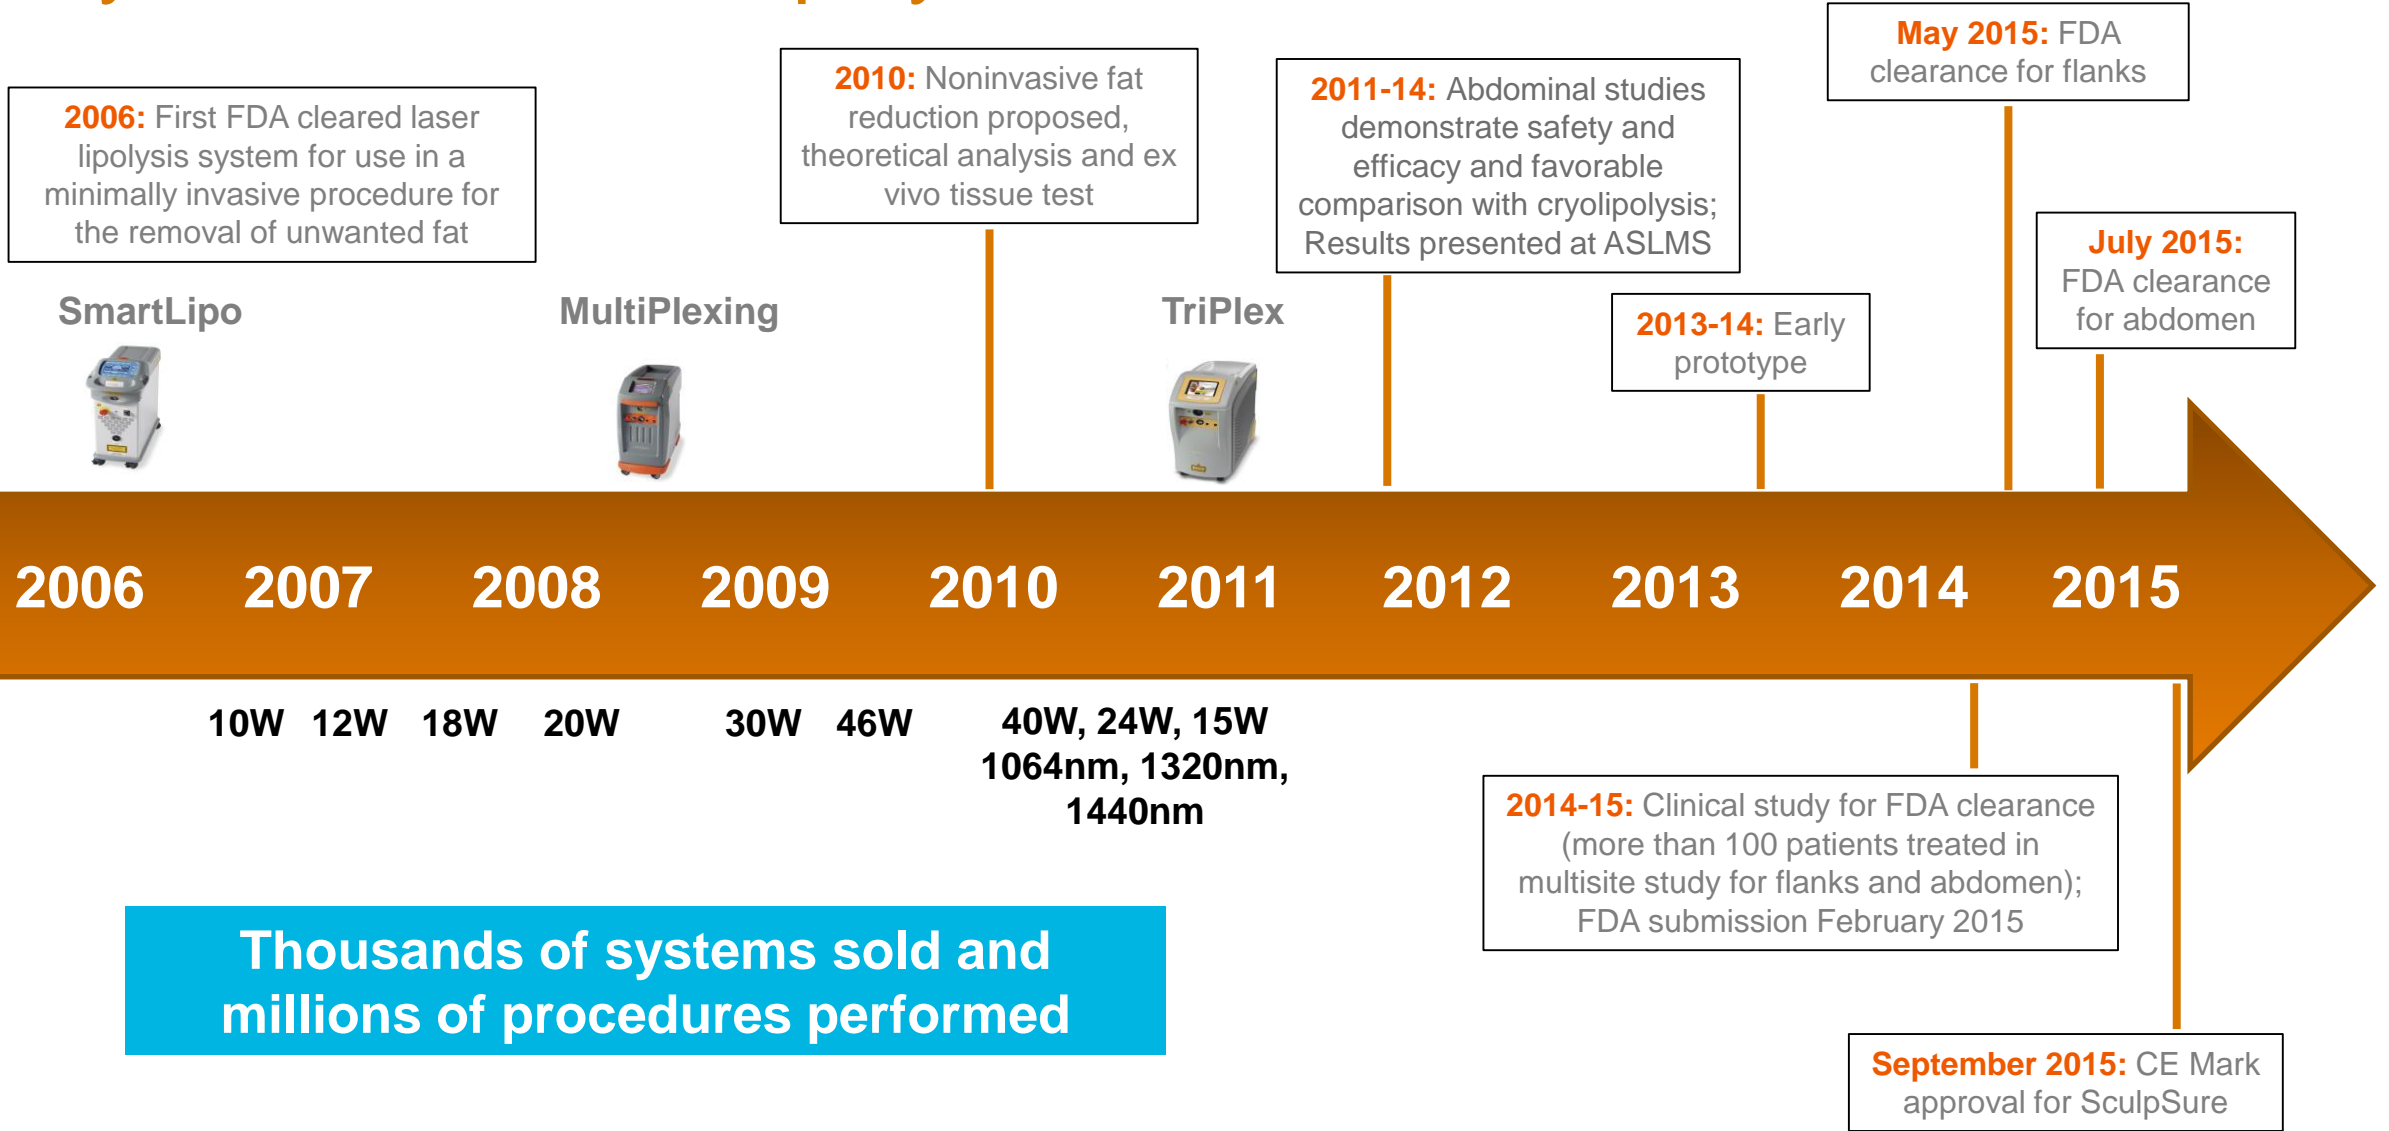 May 2015: FDA
clearance for flanks
2010: Noninvasive fat
reduction proposed,
theoretical analysis and ex
vivo tissue test
2011-14: Abdominal studies
demonstrate safety and
efficacy and favorable
comparison with cryolipolysis;
Results presented at ASLMS
2006: First FDA cleared laser
lipolysis system for use in a
minimally invasive procedure for
the removal of unwanted fat
July 2015:
FDA clearance
for abdomen
SmartLipo
MultiPlexing
TriPlex
2013-14: Early
prototype
2006 2007 2008 2009 2010 2011 2012 2013 2014 2015
10W 12W 18W 20W 30W 46W
40W, 24W, 15W
1064nm, 1320nm,
1440nm
2014-15: Clinical study for FDA clearance
(more than 100 patients treated in
multisite study for flanks and abdomen);
FDA submission February 2015
Thousands of systems sold and
millions of procedures performed
September 2015: CE Mark
approval for SculpSure